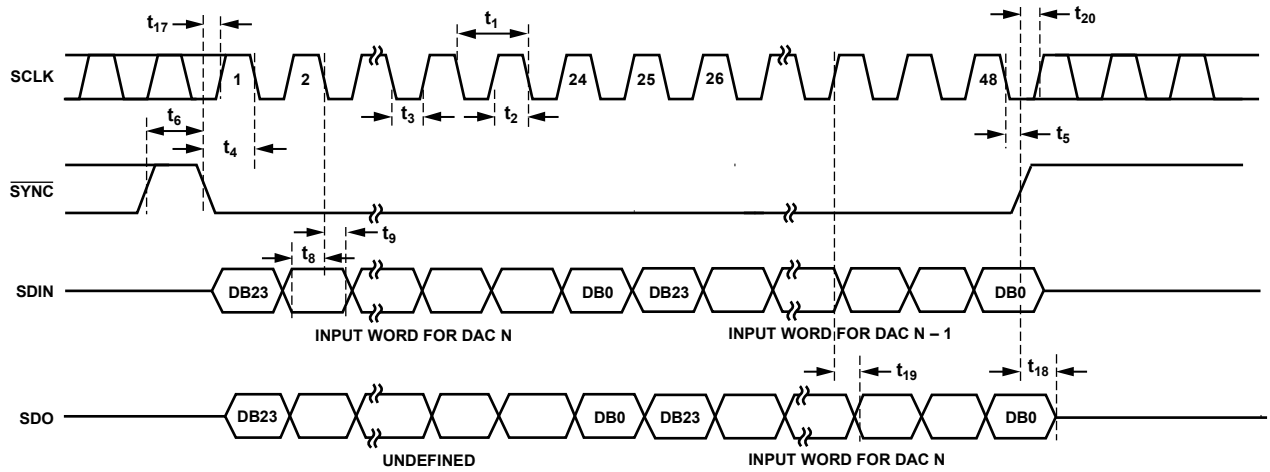 t17
t1
t20
SCLK
1
2
24
25
26
48
t3
t2
t6
t4
t5
SYNC
t9
t8
SDIN
DB23
DB0
DB23
DB0
INPUT WORD FOR DAC N
INPUT WORD FOR DAC N – 1
t19
t18
SDO
DB23
DB0
DB23
DB0
UNDEFINED
INPUT WORD FOR DAC N